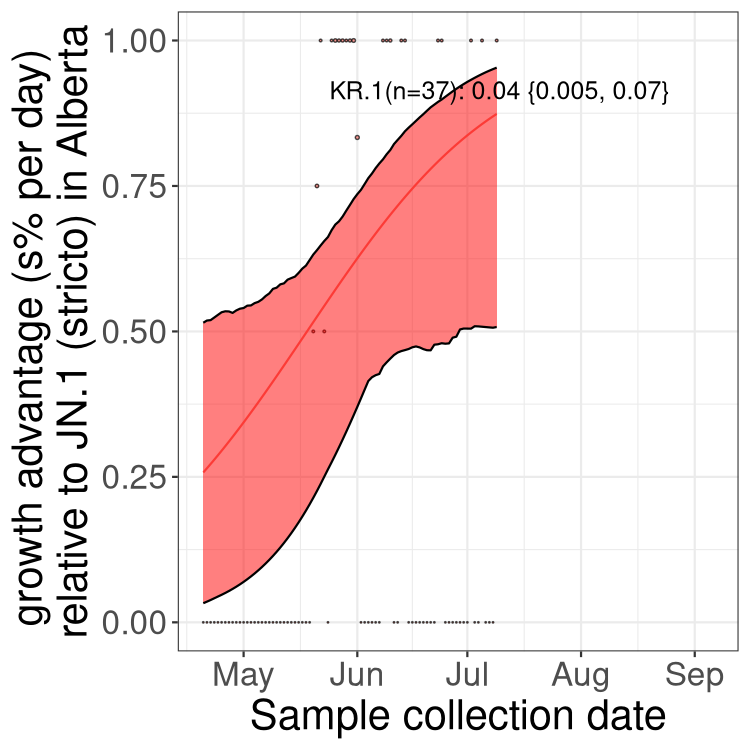 growth advantage (s% per day)
relative to JN.1 (stricto) in Alberta
1.00
0.75
0.50
0.25
0.00
KR.1(n=37): 0.04 {0.005, 0.07}
May Jun Jul Aug Sep
Sample collection date